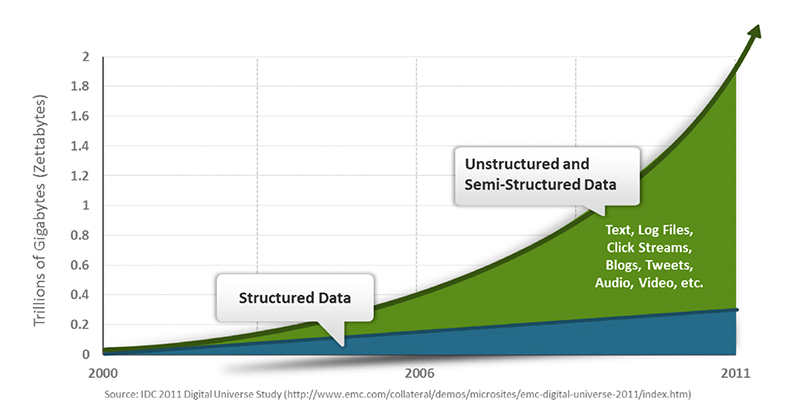 Trillions of Gigabytes (Zettabytes)
2
1.8
1.6
1.4
1.2
1
0.8
0.6
0.4
0.2
0
Unstructured and
Semi-Structured Data
Text, Log Files,
Click Streams,
Blogs, Tweets,
Audio, Video, etc.
Structured Data
2000
2006
2011
Source: IDC 2011 Digital Universe Study (http://www.emc.com/collateral/demos/microsites/emc-digital-universe-2011/index.htm)